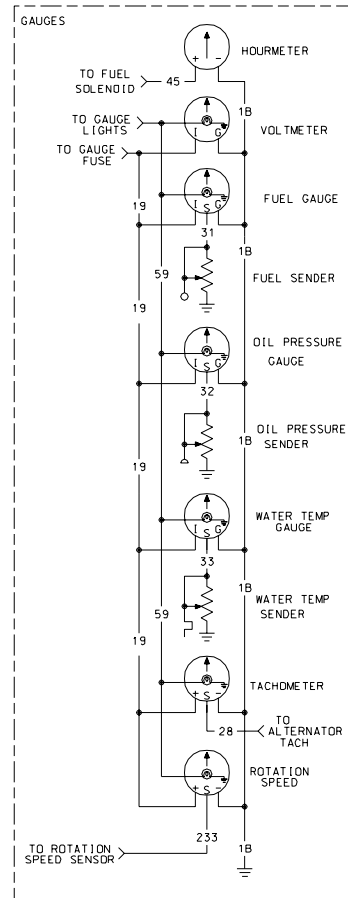 GAUGES
HOURMETER
+ -
TO FUEL
SOLENOID
45
1B
TO GAUGE
LIGHTS
VOLTMETER
I G
TO GAUGE
FUSE
FUEL GAUGE
I S G
19
31
1B
59
FUEL SENDER
19
OIL PRESSURE
GAUGE
I S G
32
OIL PRESSURE
SENDER
1B
19
WATER TEMP
GAUGE
I S G
33
1B
WATER TEMP
SENDER
59
19
TACHOMETER
+ S -
28
TO
ALTERNATOR
TACH
ROTATION
SPEED
+ S -
233
TO ROTATION
SPEED SENSOR
1B